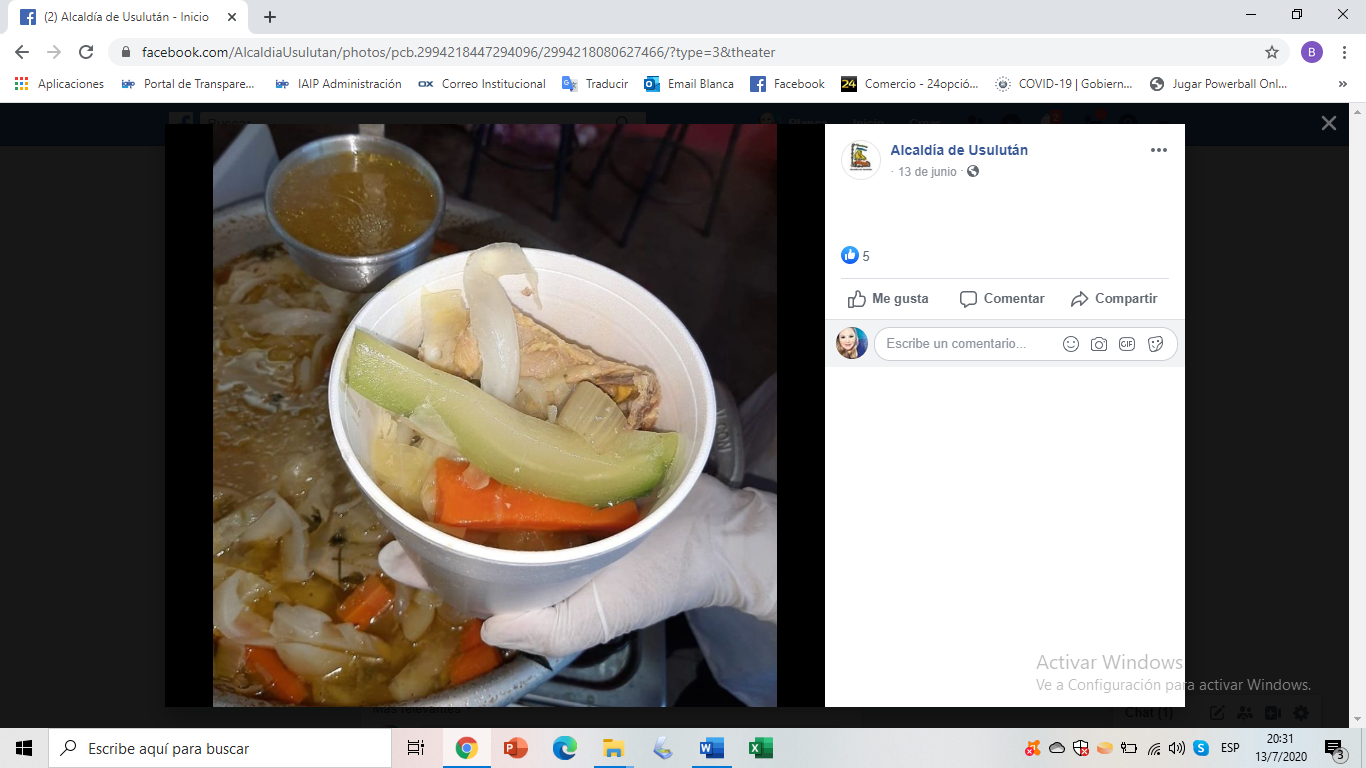 (2) Alcaldía de Usulután - Inicio
facebook.com/AlcaldiaUsulutan/photos/pcb.2994218447294096/2994218080627466/?type=3&theater
B
Aplicaciones
Portal de Transpare...
IAIP Administración
Correo Institucional
Traducir
Email Blanca
Facebook
24 Comercio - 24opció...
COVID-19 | Gobiern...
Jugar Powerball Onl...
Alcaldía de Usulután
· 13 de junio ·
5
Me gusta
Comentar
Compartir
Escribe un comentario...
GIF
Activar Windows
Ve a Configuración para activar Windows.
Chat (1)
Escribe aquí para buscar
ESP
20:31
13/7/2020
3